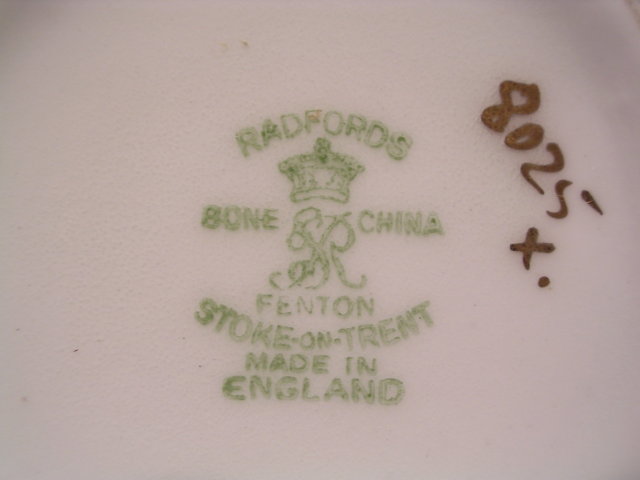 RADFORDS
BONE CHINA
FENTON
STOKE-ON-TRENT
MADE IN
ENGLAND
8025
+.